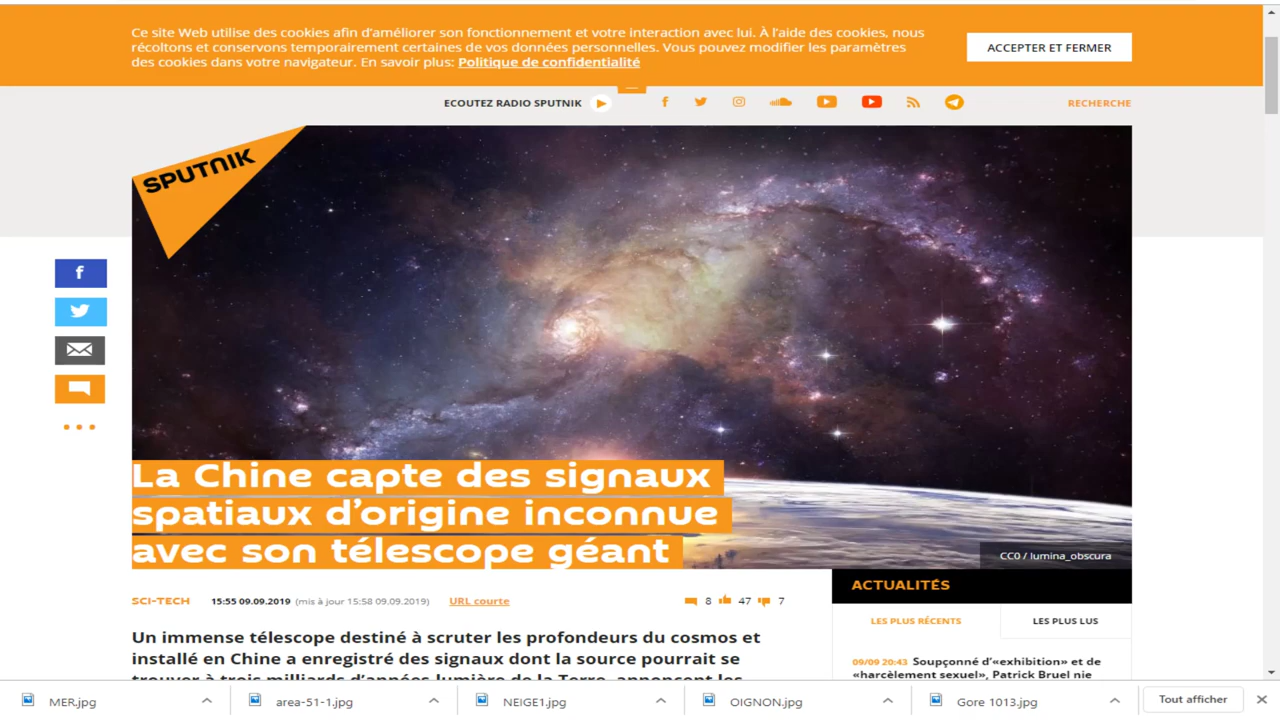 Ce site Web utilise des cookies afin d'améliorer son fonctionnement et votre interaction avec lui. À l'aide des cookies, nous
récoltons et conservons temporairement certaines de vos données personnelles. Vous pouvez modifier les paramètres
des cookies dans votre navigateur. En savoir plus: Politique de confidentialité
ACCEPTER ET FERMER
ECOUTEZ RADIO SPUTNIK
RECHERCHE
SPUTNIK
La Chine capte des signaux
spatiaux d'origine inconnue
avec son télescope géant
CC0 / lumina_obscura
SCI-TECH 15:55 09.09.2019 (mis à jour 15:58 09.09.2019) URL courte 8 47 7
Un immense télescope destiné à scruter les profondeurs du cosmos et
installé en Chine a enregistré des signaux dont la source pourrait se
trouver à trois milliards d'années-lumière de la Terre, annoncent les
ACTUALITÉS
LES PLUS RÉCENTS LES PLUS LUS
09/09 20:43 Soupçonné d'«exhibition» et de
«harcèlement sexuel», Patrick Bruel nie
MER.jpg area-51-1.jpg NEIGE1.jpg OIGNON.jpg Gore 1013.jpg Tout afficher